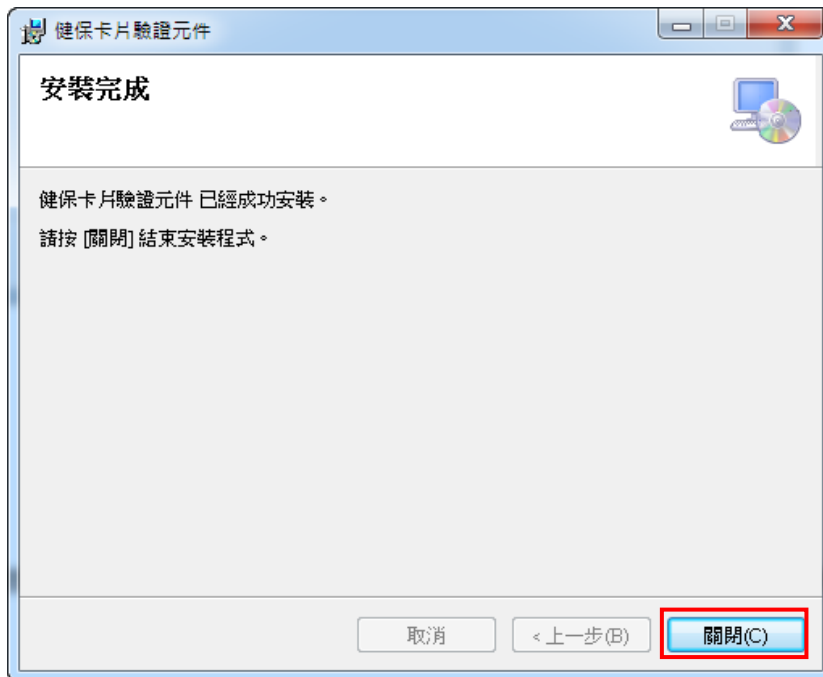 健保卡片驗證元件
安裝完成
健保卡片驗證元件 已經成功安裝。
請按 [關閉] 結束安裝程式。
取消
< 上一步(B)
關閉(C)